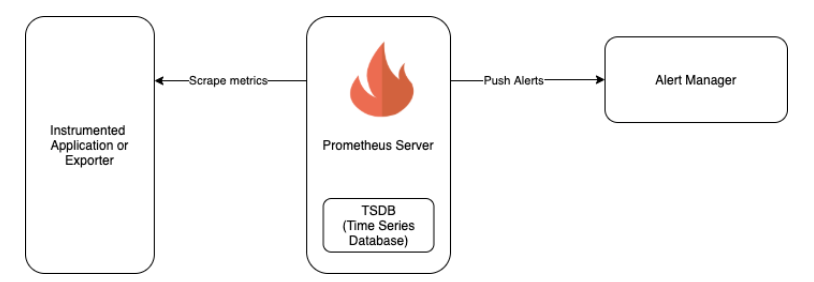 Instrumented
Application or
Exporter
Scrape metrics
Prometheus Server
TSDB
(Time Series
Database)
Push Alerts
Alert Manager